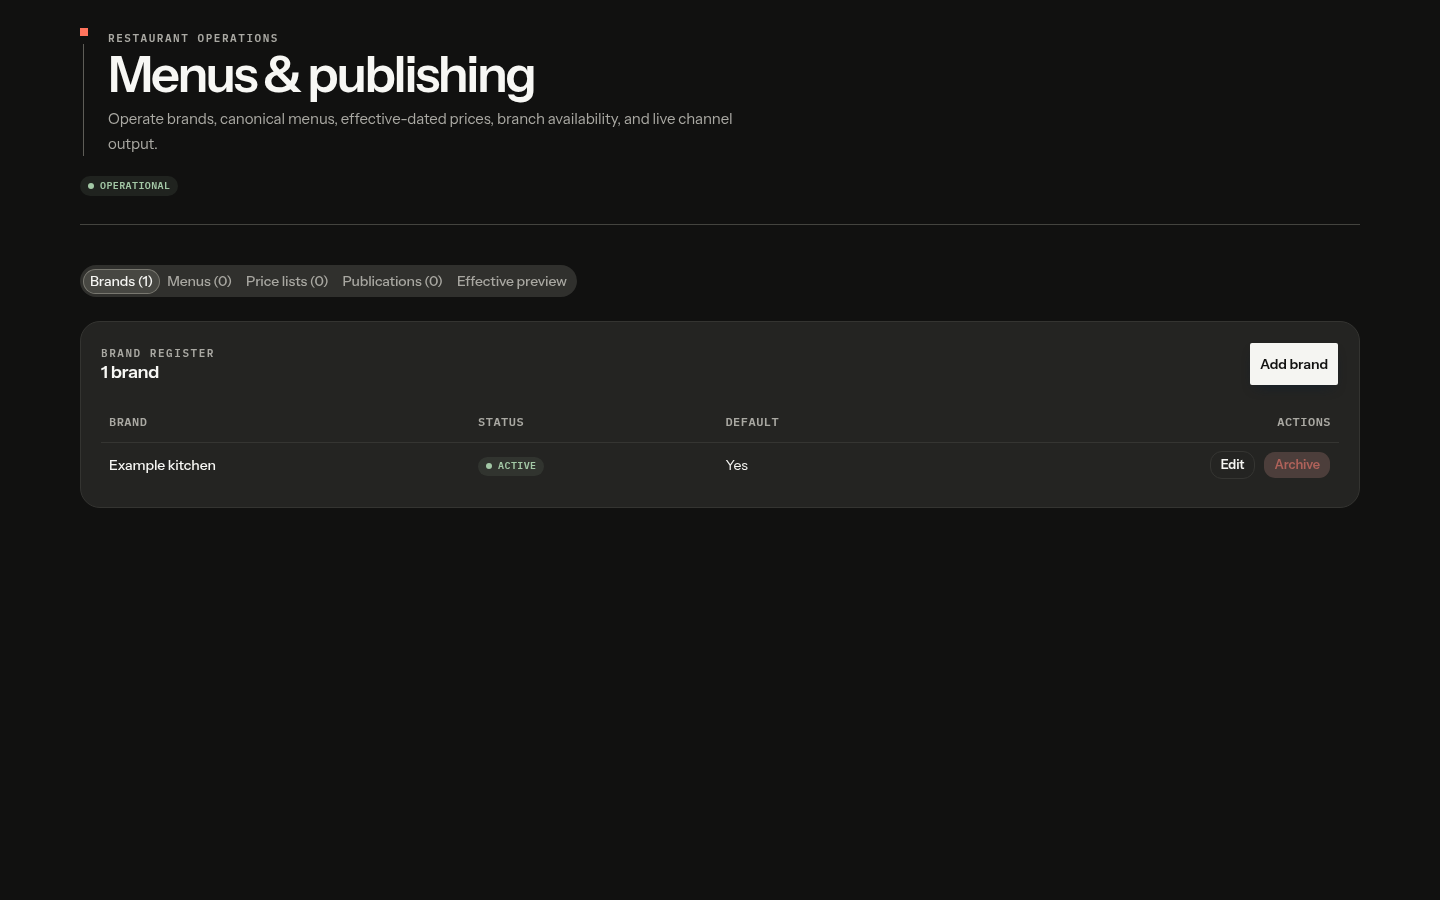 RESTAURANT OPERATIONS
Menus & publishing
Operate brands, canonical menus, effective-dated prices, branch availability, and live channel
output.
OPERATIONAL
Brands (1) Menus (0) Price lists (0) Publications (0) Effective preview
BRAND REGISTER
1 brand
Add brand
BRAND STATUS DEFAULT ACTIONS
Example kitchen ACTIVE Yes Edit Archive